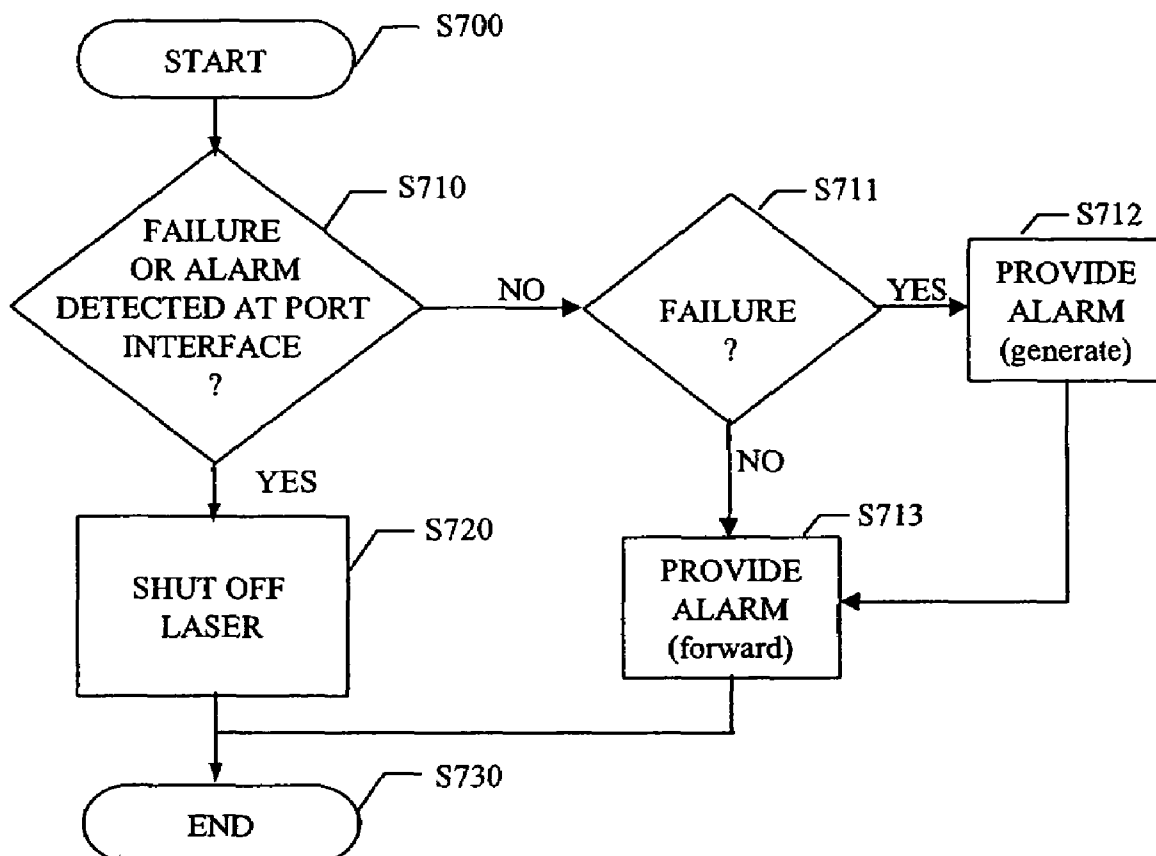 START
S700
FAILURE
OR ALARM
DETECTED AT PORT
INTERFACE
?
S710
NO
YES
FAILURE
?
S711
YES
NO
PROVIDE
ALARM
(generate)
S712
PROVIDE
ALARM
(forward)
S713
SHUT OFF
LASER
S720
END
S730